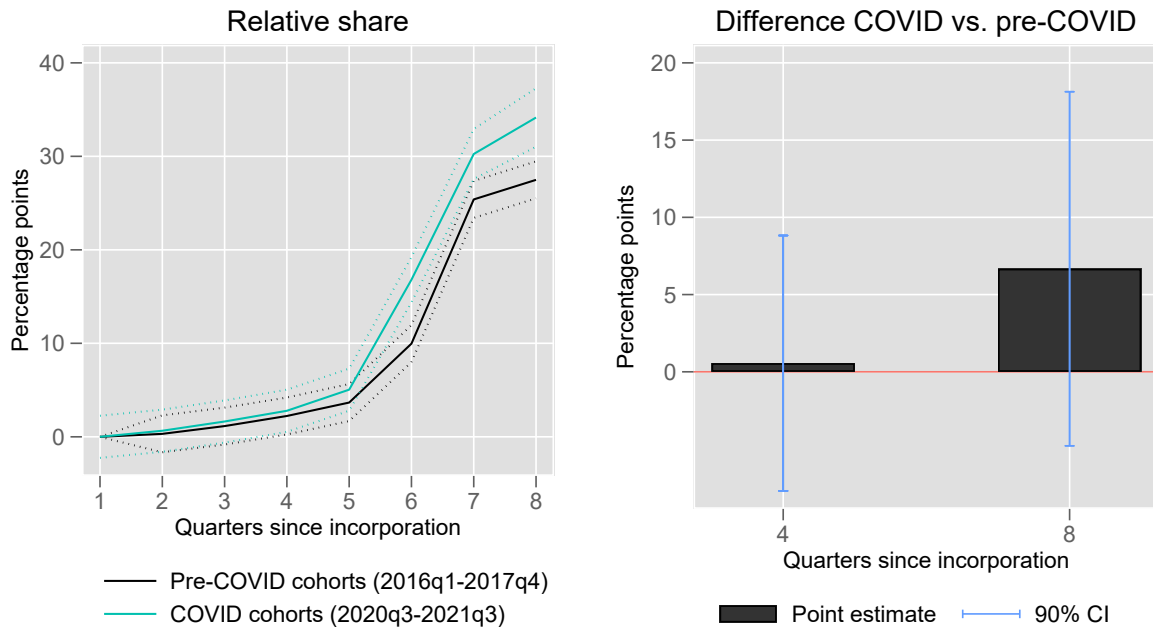 Relative share
Percentage points
40
30
20
10
0
1 2 3 4 5 6 7 8
Quarters since incorporation
Pre-COVID cohorts (2016q1-2017q4)
COVID cohorts (2020q3-2021q3)
Difference COVID vs. pre-COVID
Percentage points
20
15
10
5
0
4 8
Quarters since incorporation
Point estimate 90% CI